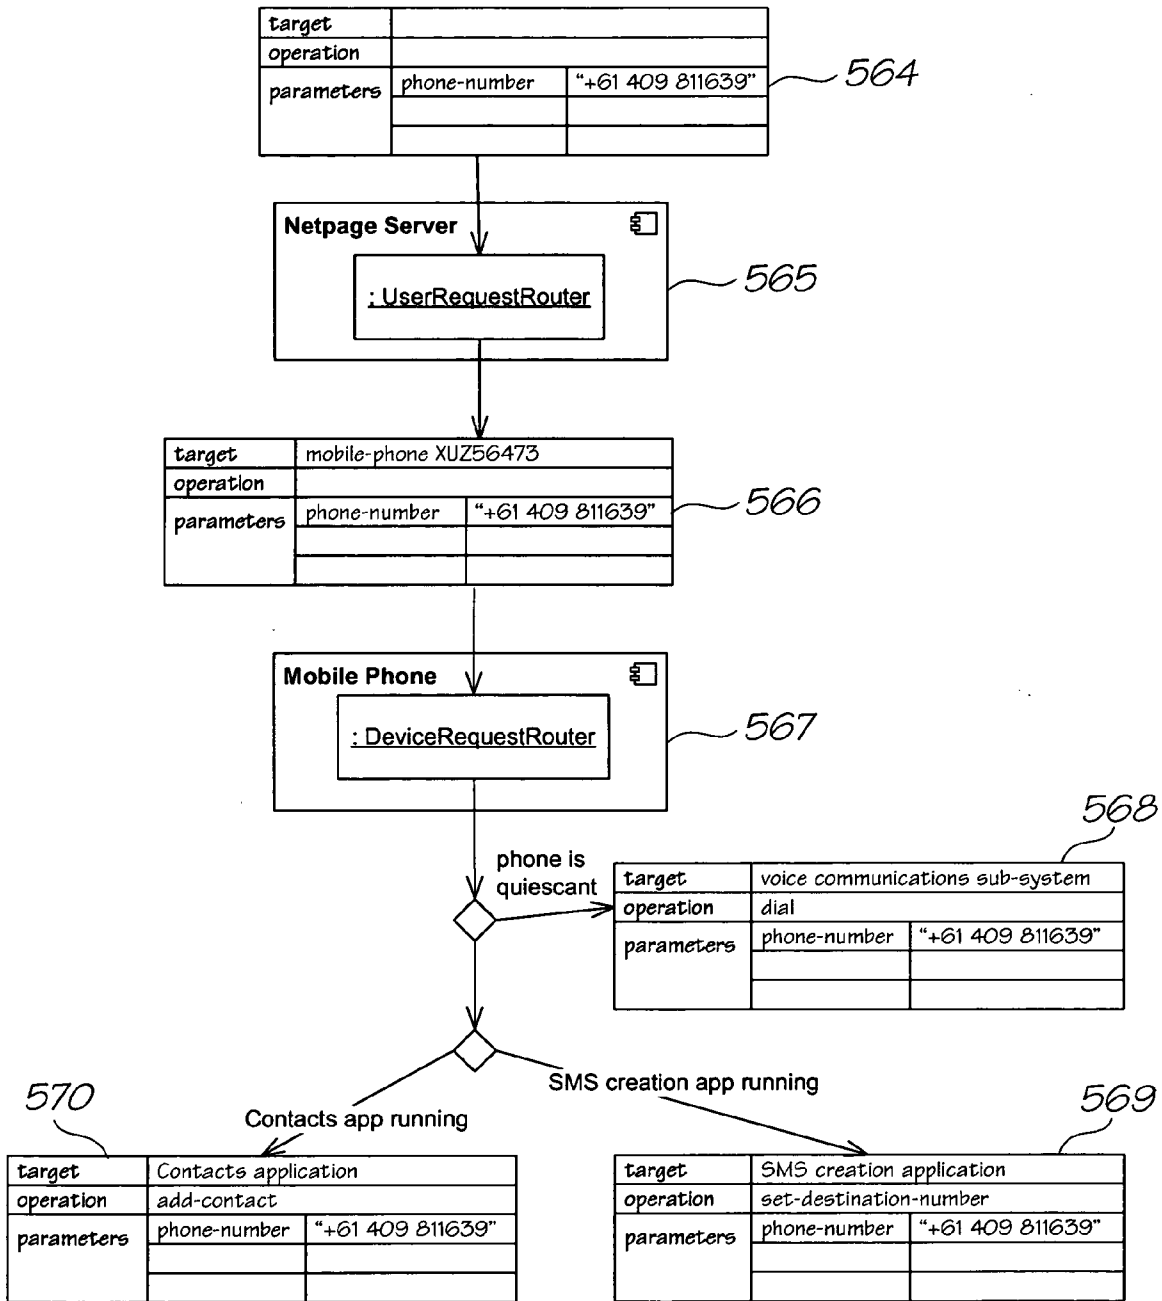 target
operation
parameters phone-number "+61 409 811639"
564
Netpage Server
: UserRequestRouter
565
target mobile-phone XUZ56473
operation
parameters phone-number "+61 409 811639"
566
Mobile Phone
: DeviceRequestRouter
567
568
phone is
quiescant
target voice communications sub-system
operation dial
parameters phone-number "+61 409 811639"
SMS creation app running
Contacts app running
570
target Contacts application
operation add-contact
parameters phone-number "+61 409 811639"
569
target SMS creation application
operation set-destination-number
parameters phone-number "+61 409 811639"